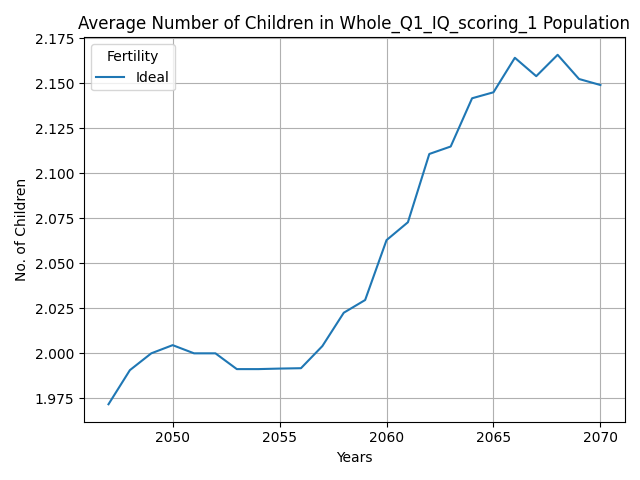 Average Number of Children in Whole_Q1_IQ_scoring_1 Population
Fertility
Ideal
No. of Children
2.175
2.150
2.125
2.100
2.075
2.050
2.025
2.000
1.975
2050 2055 2060 2065 2070
Years